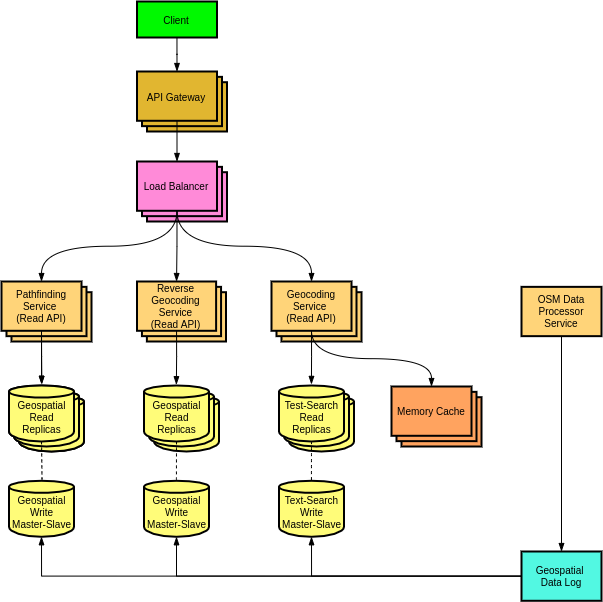 Client
API Gateway
Load Balancer
Pathfinding
Service
(Read API)
Reverse
Geocoding
Service
(Read API)
Geocoding
Service
(Read API)
OSM Data
Processor
Service
Geospatial
Read
Replicas
Geospatial
Read
Replicas
Test-Search
Read
Replicas
Memory Cache
Geospatial
Write
Master-Slave
Geospatial
Write
Master-Slave
Text-Search
Write
Master-Slave
Geospatial
Data Log